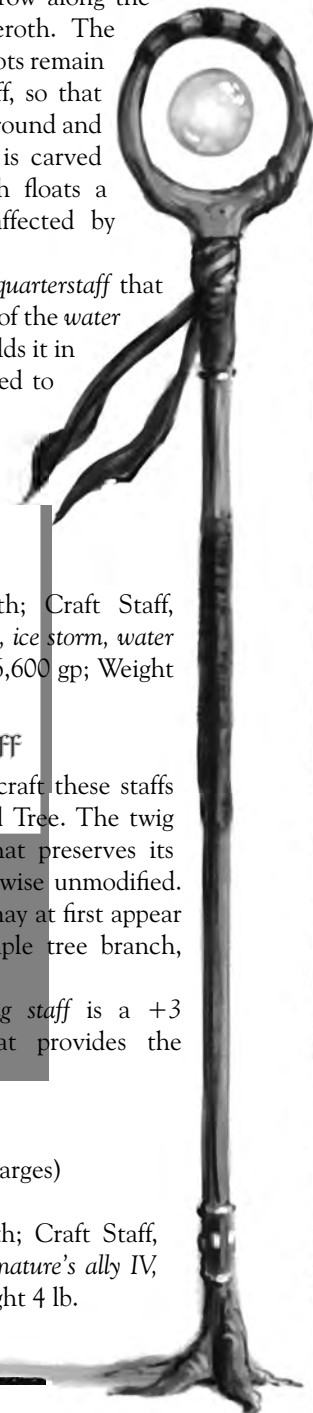 row along the
eroth. The
ots remain
ff, so that
round and
is carved
h floats a
ffected by
quarterstaff that
of the water
lds it in
ed to
th; Craft Staff,
, ice storm, water
,600 gp; Weight
ff
craft these staffs
l Tree. The twig
hat preserves its
wise unmodified.
may at first appear
ple tree branch,
g staff is a +3
at provides the
arges)
th; Craft Staff,
nature's ally IV,
ght 4 lb.